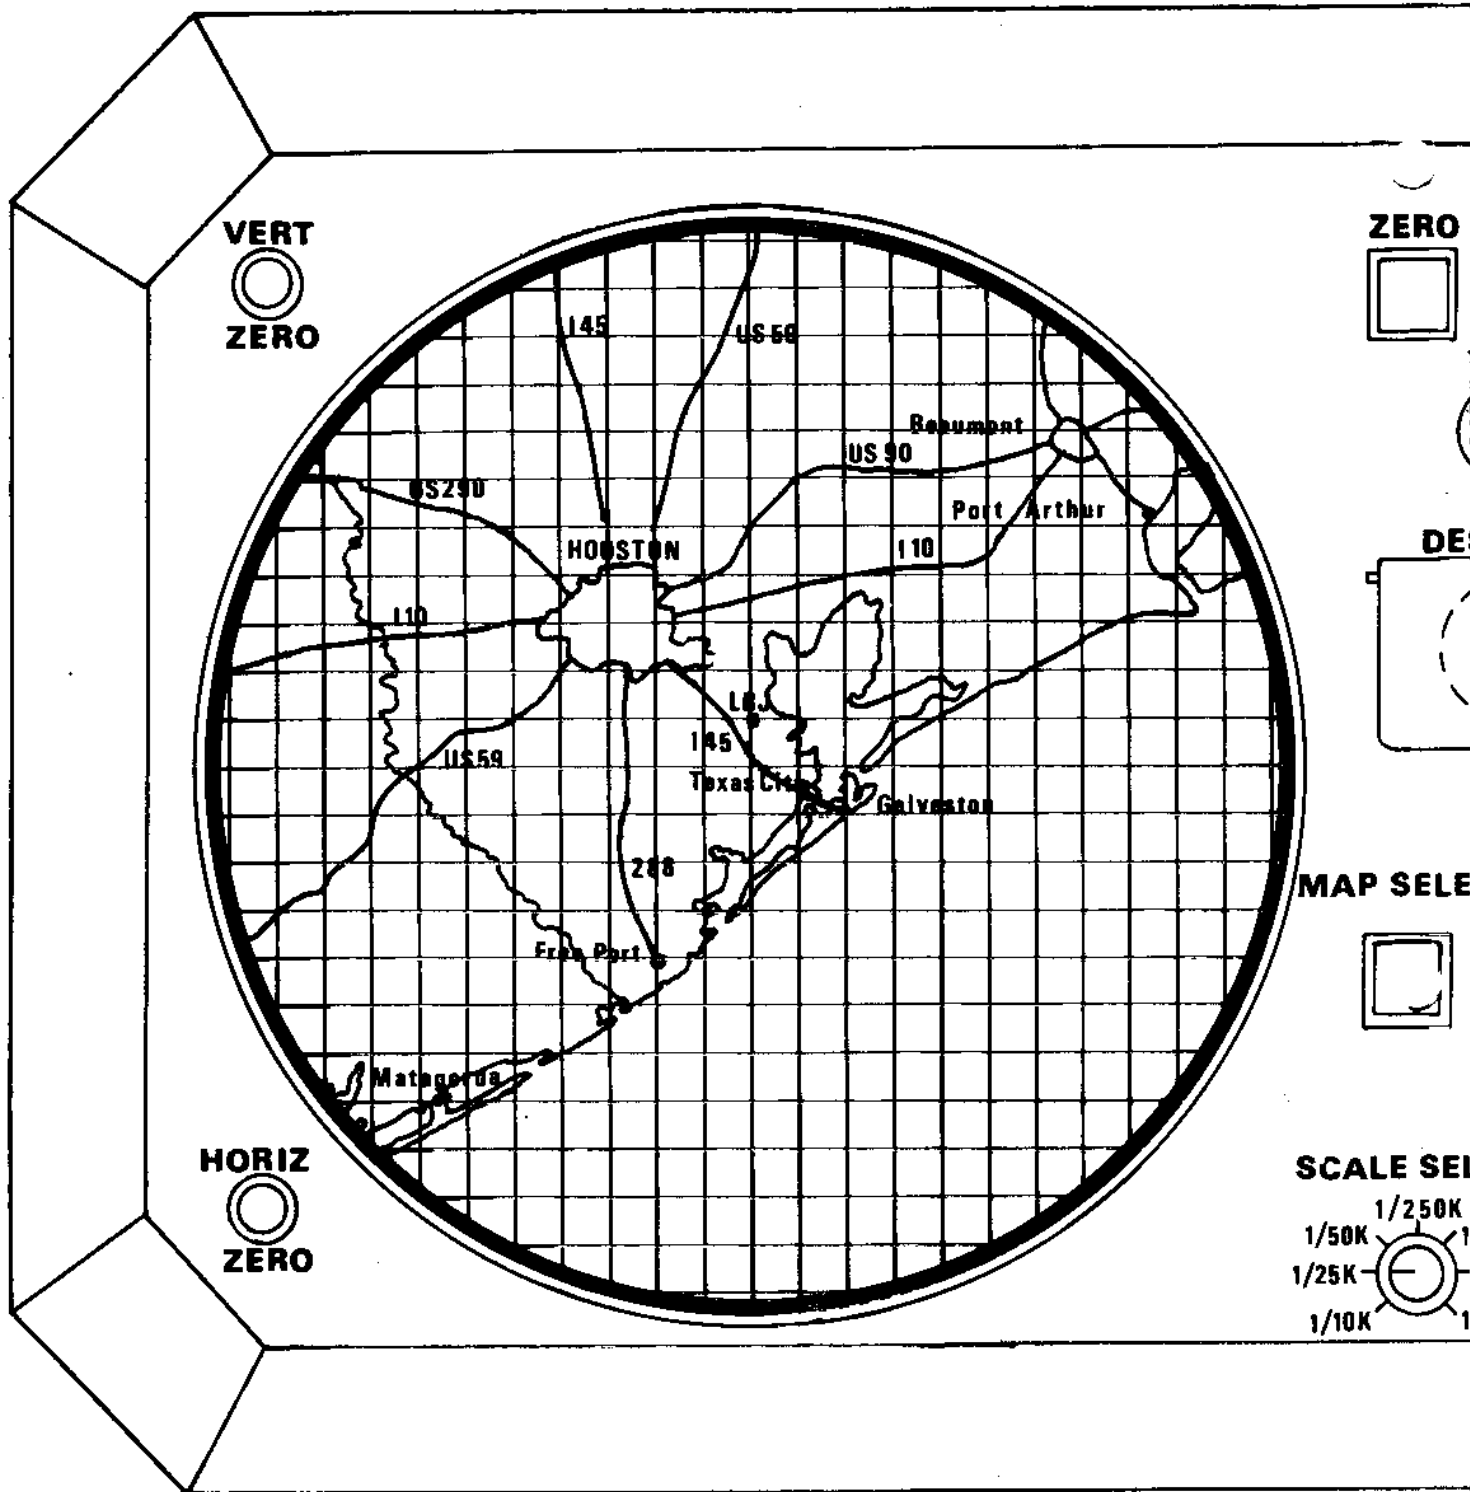 VERT
ZERO
ZERO
I45
US 59
Beaumont
US 90
US290
Port Arthur
HOUSTON
I10
I10
LBJ
I45
US59
Texas City
Galveston
288
MAP SELE
Free Port
Matagorda
HORIZ
ZERO
SCALE SEL
1/250K
1/50K
1/25K
1/10K